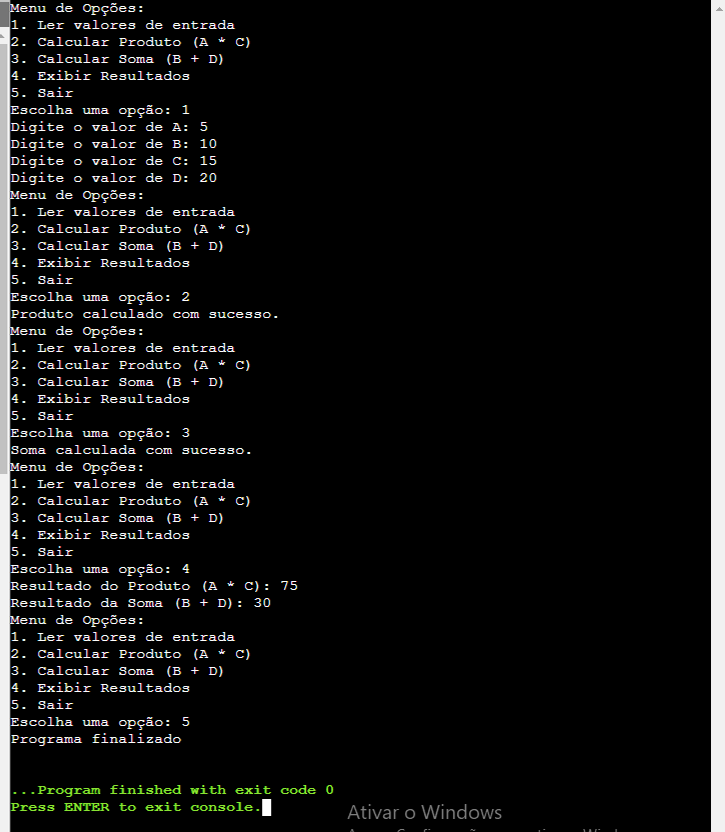 Menu de Opções:
1. Ler valores de entrada
2. Calcular Produto (A * C)
3. Calcular Soma (B + D)
4. Exibir Resultados
5. Sair
Escolha uma opção: 1
Digite o valor de A: 5
Digite o valor de B: 10
Digite o valor de C: 15
Digite o valor de D: 20
Menu de Opções:
1. Ler valores de entrada
2. Calcular Produto (A * C)
3. Calcular Soma (B + D)
4. Exibir Resultados
5. Sair
Escolha uma opção: 2
Produto calculado com sucesso.
Menu de Opções:
1. Ler valores de entrada
2. Calcular Produto (A * C)
3. Calcular Soma (B + D)
4. Exibir Resultados
5. Sair
Escolha uma opção: 3
Soma calculada com sucesso.
Menu de Opções:
1. Ler valores de entrada
2. Calcular Produto (A * C)
3. Calcular Soma (B + D)
4. Exibir Resultados
5. Sair
Escolha uma opção: 4
Resultado do Produto (A * C): 75
Resultado da Soma (B + D): 30
Menu de Opções:
1. Ler valores de entrada
2. Calcular Produto (A * C)
3. Calcular Soma (B + D)
4. Exibir Resultados
5. Sair
Escolha uma opção: 5
Programa finalizado
...Program finished with exit code 0
Press ENTER to exit console.
Ativar o Windows